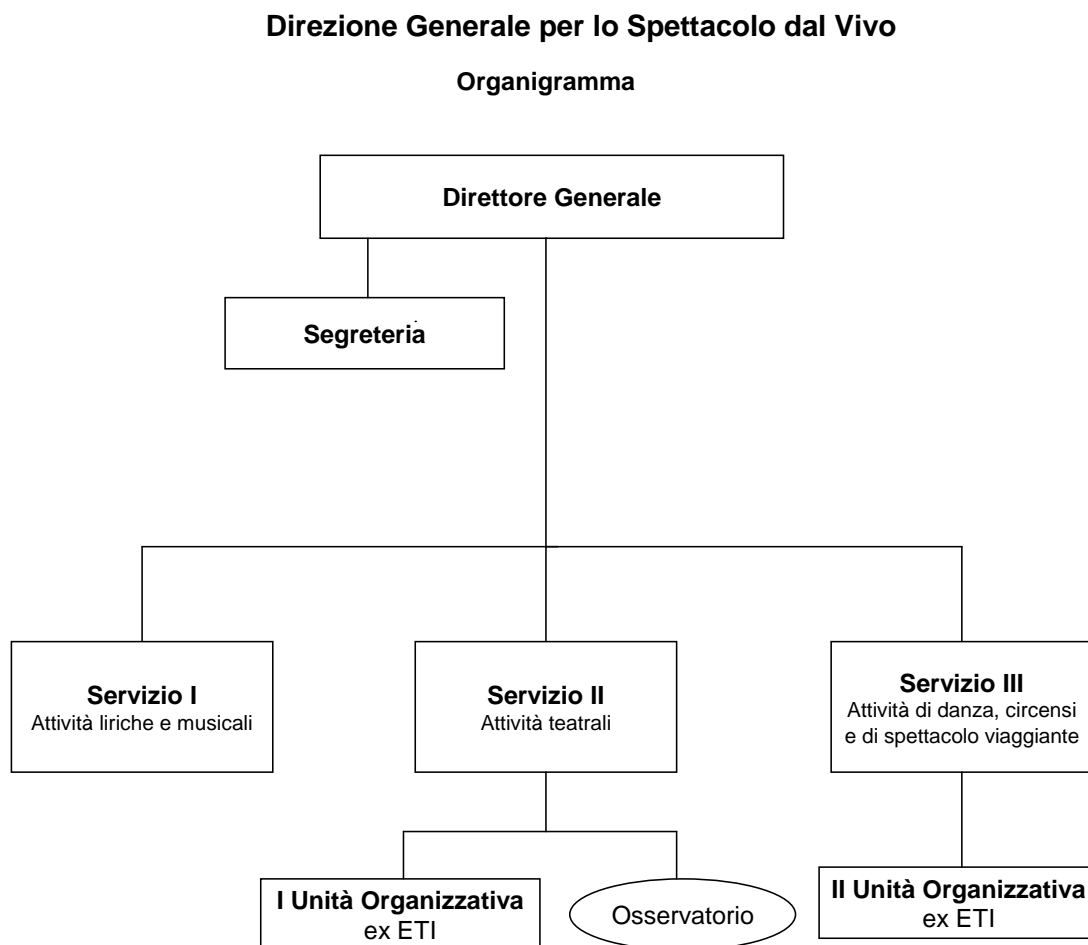 Direzione Generale per lo Spettacolo dal Vivo
Organigramma
Direttore Generale
Segreteria
Servizio I
Attività liriche e musicali
Servizio II
Attività teatrali
Servizio III
Attività di danza, circensi
e di spettacolo viaggiante
I Unità Organizzativa
ex ETI
Osservatorio
II Unità Organizzativa
ex ETI